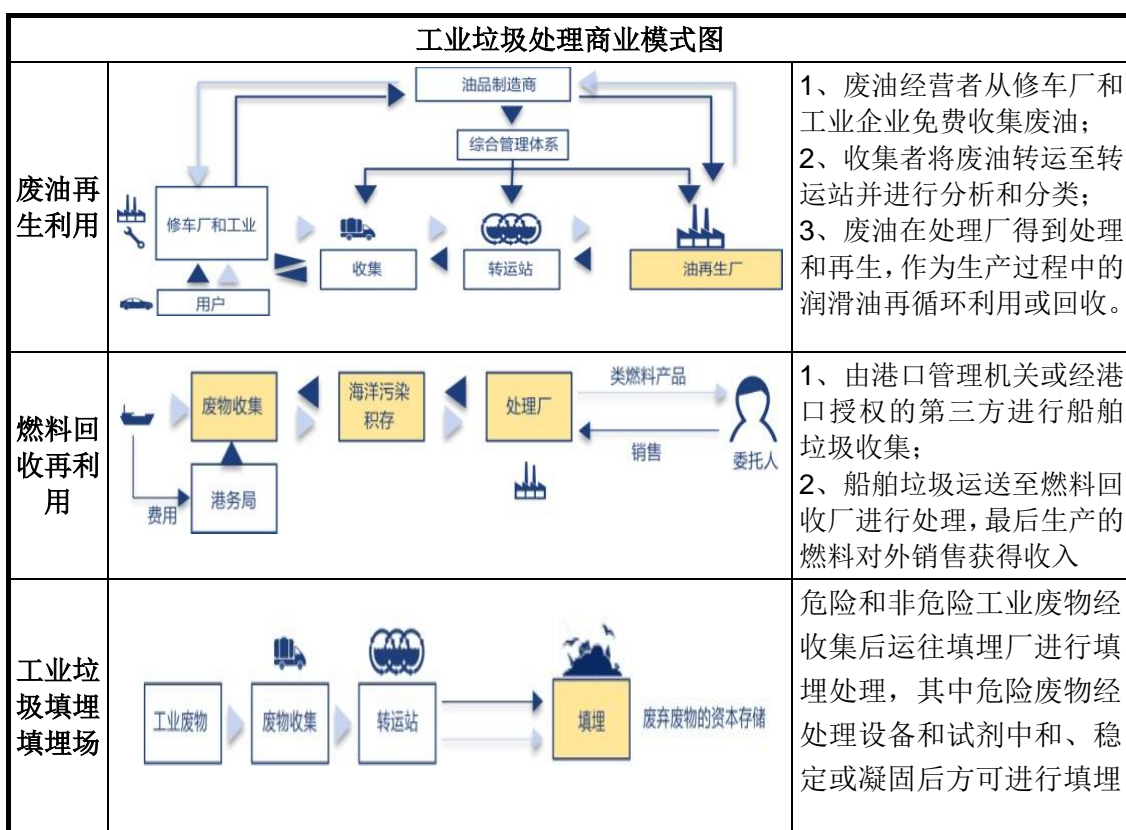 工业垃圾处理商业模式图
废油再
生利用
油品制造商
综合管理体系
修车厂和工业
收集
转运站
油再生厂
用户
1、废油经营者从修车厂和
工业企业免费收集废油；
2、收集者将废油转运至转
运站并进行分析和分类；
3、废油在处理厂得到处理
和再生，作为生产过程中的
润滑油再循环利用或回收。
燃料回
收再利
用
废物收集
海洋污染
积存
处理厂
类燃料产品
销售
委托人
港务局
费用
1、由港口管理机关或经港
口授权的第三方进行船舶
垃圾收集；
2、船舶垃圾运送至燃料回
收厂进行处理，最后生产的
燃料对外销售获得收入
工业垃
圾填埋
填埋场
工业废物
废物收集
转运站
填埋
废弃废物的资本存储
危险和非危险工业废物经
收集后运往填埋厂进行填
埋处理，其中危险废物经
处理设备和试剂中和、稳
定或凝固后方可进行填埋